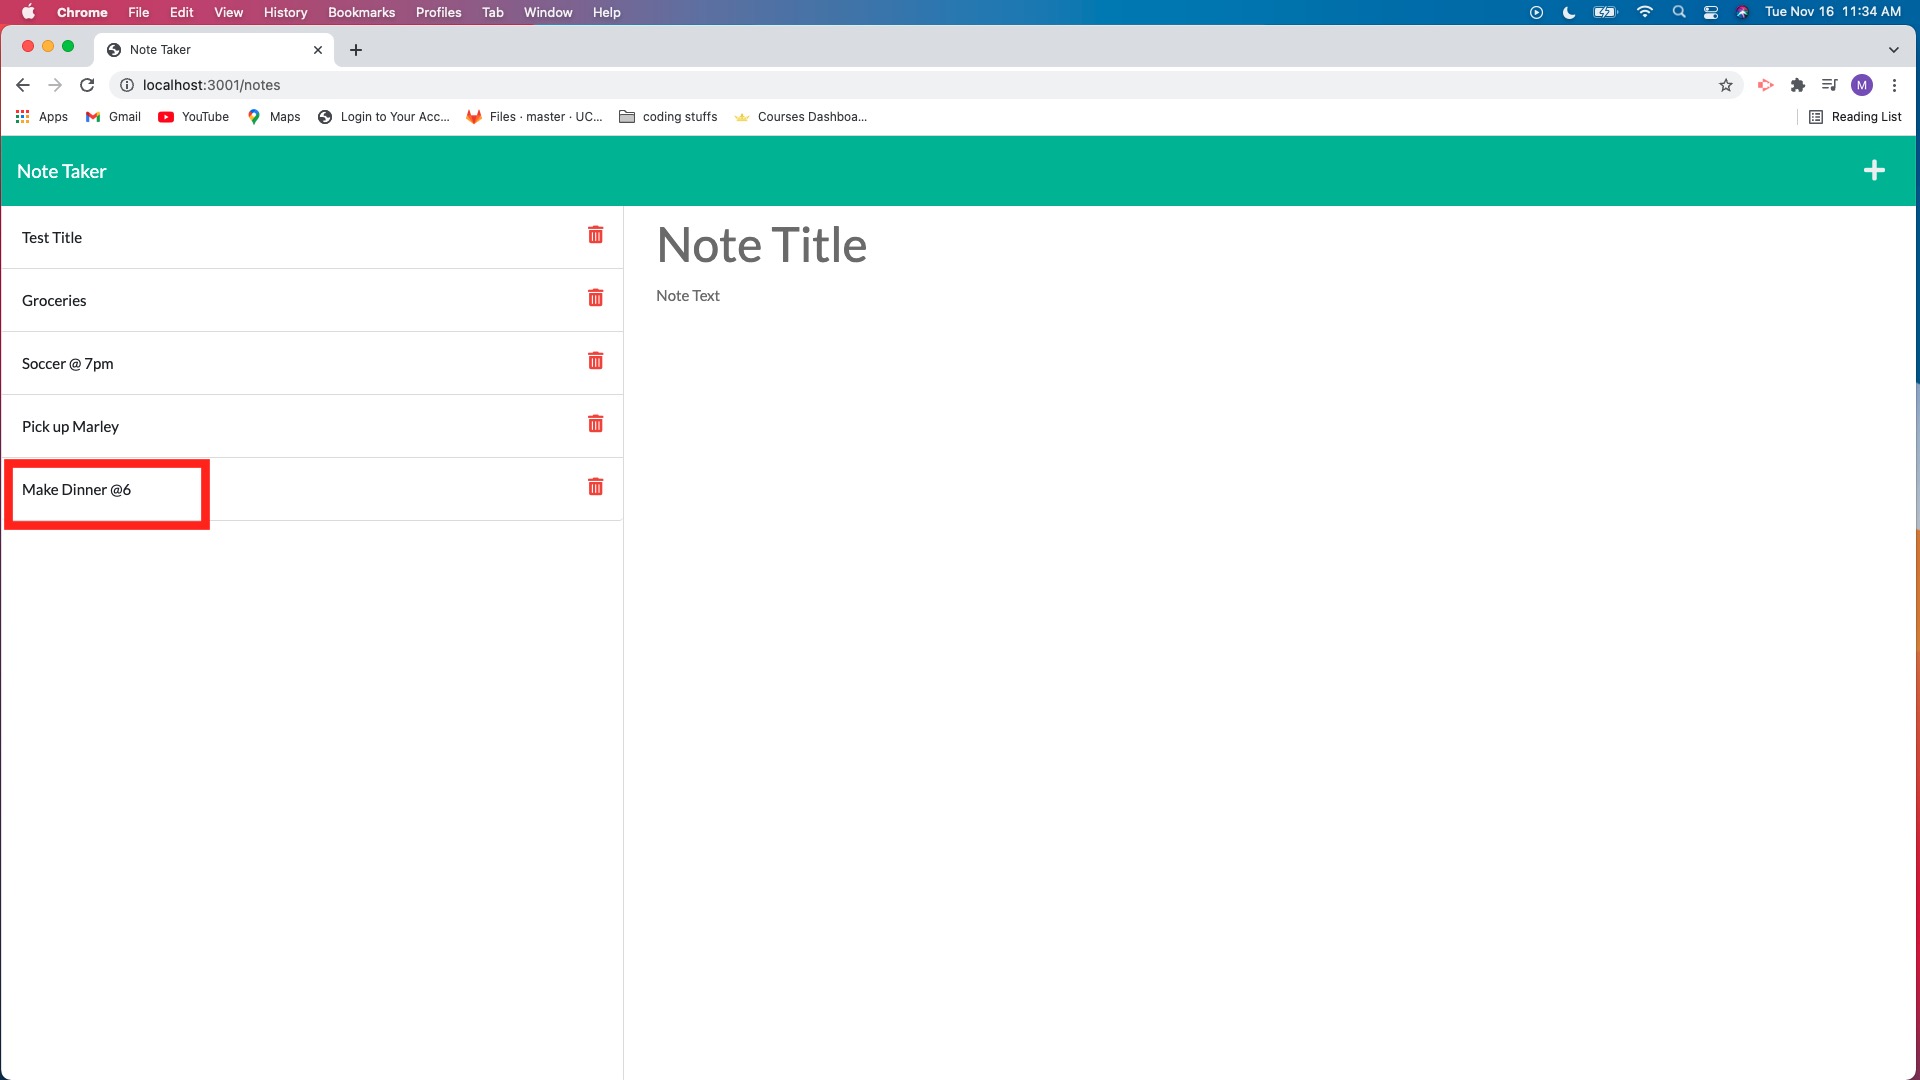 Chrome File Edit View History Bookmarks Profiles Tab Window Help Tue Nov 16 11:34 AM
Note Taker
localhost:3001/notes M
Apps Gmail YouTube Maps Login to Your Acc... Files · master · UC... coding stuffs Courses Dashboa... Reading List
Note Taker
Test Title
Groceries
Soccer @ 7pm
Pick up Marley
Make Dinner @6
Note Title
Note Text